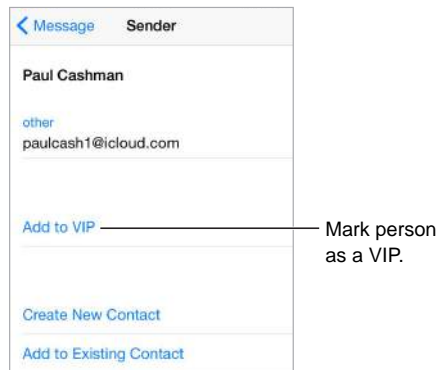 Message Sender
Paul Cashman
other
paulcash1@icloud.com
Add to VIP
Mark person
as a VIP.
Create New Contact
Add to Existing Contact